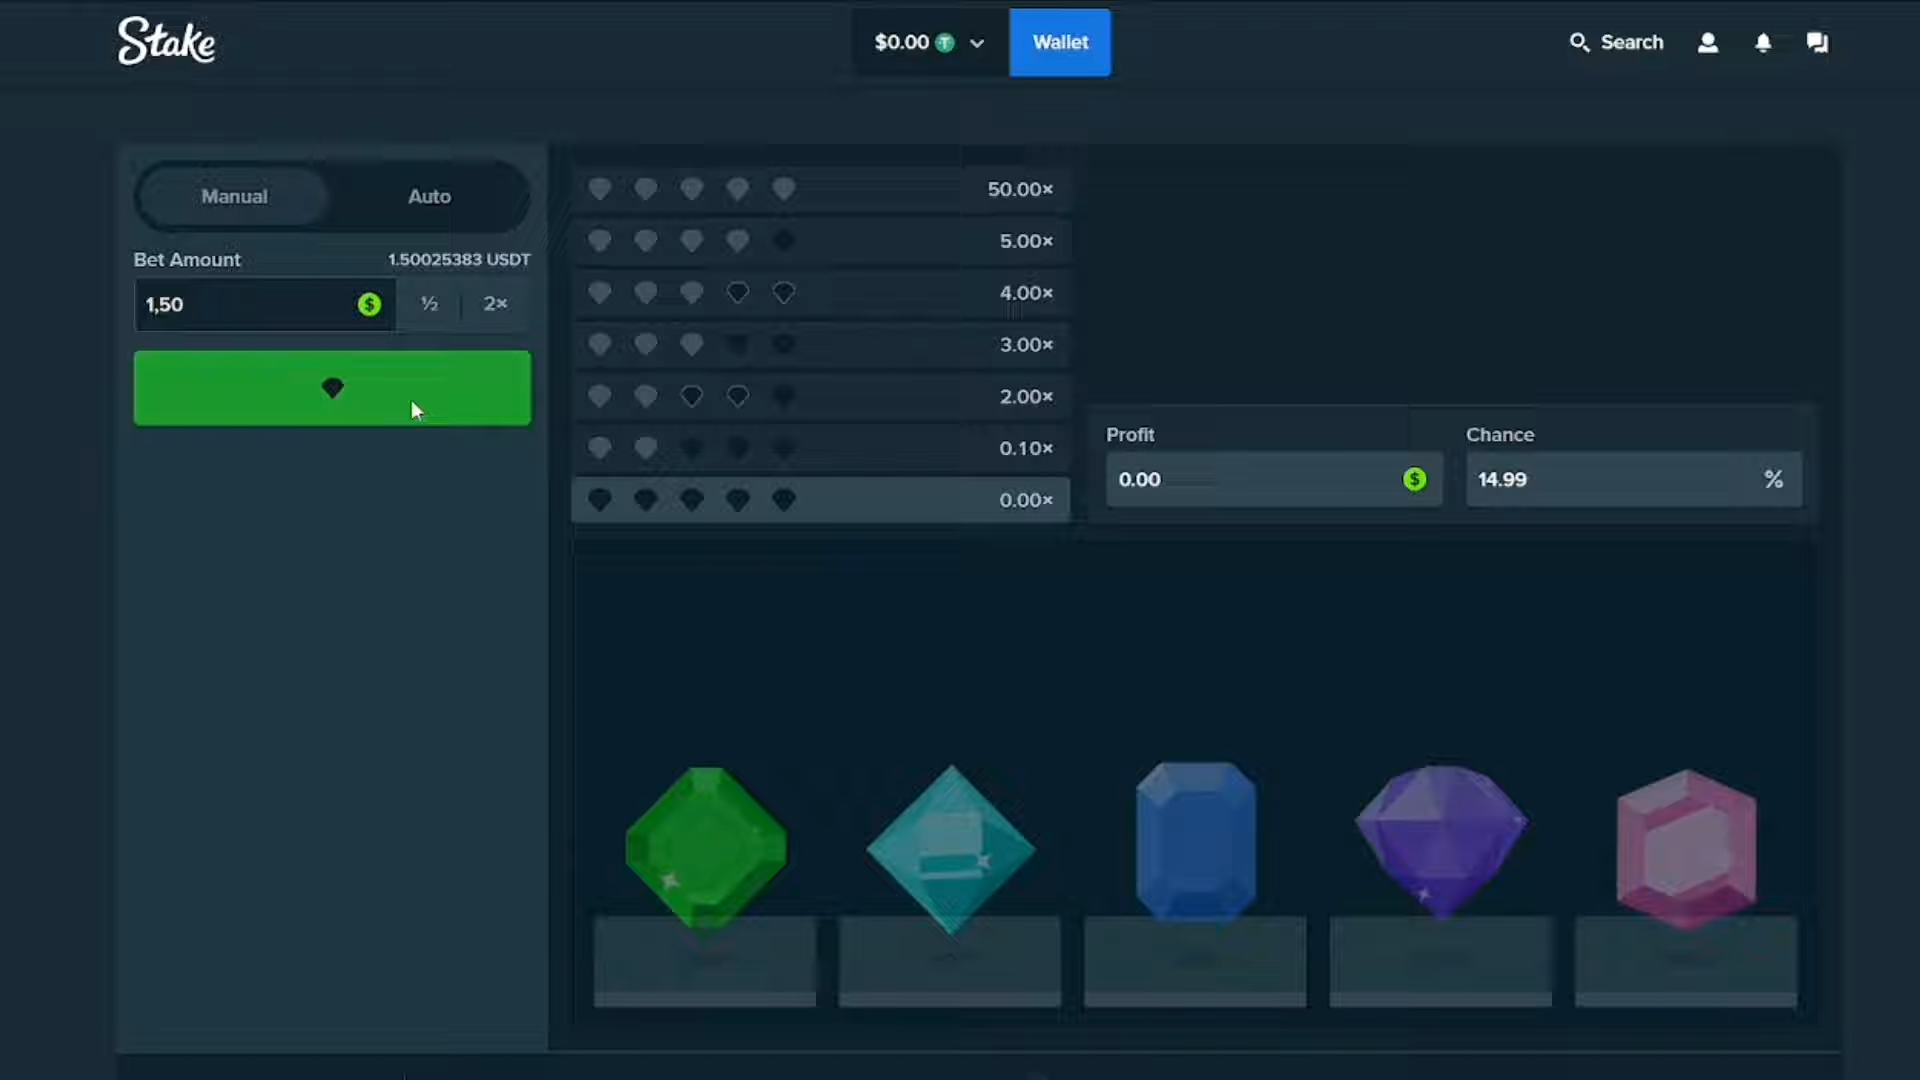 Stake
$0.00
Wallet
Search
Manual
Auto
Bet Amount
1.50025383 USDT
1,50
$
½
2×
50.00×
5.00×
4.00×
3.00×
2.00×
0.10×
0.00×
Profit
Chance
0.00
$
14.99
%